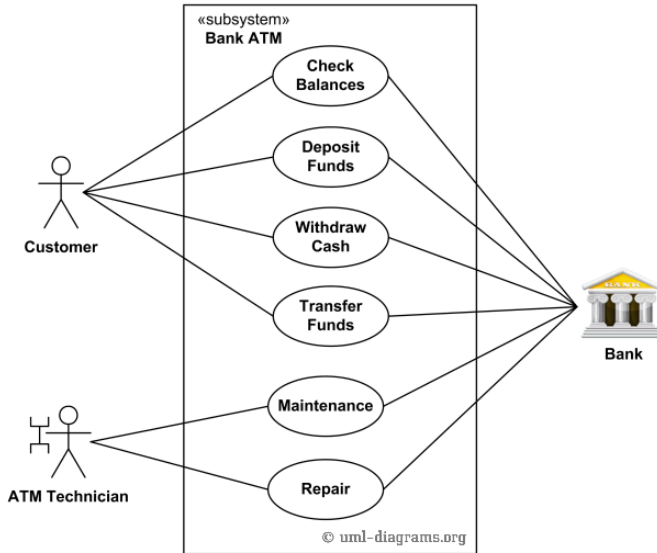 «subsystem»
Bank ATM
Check
Balances
Deposit
Funds
Customer
Withdraw
Cash
Transfer
Funds
BANK
Bank
Maintenance
ATM Technician
Repair
© uml-diagrams.org